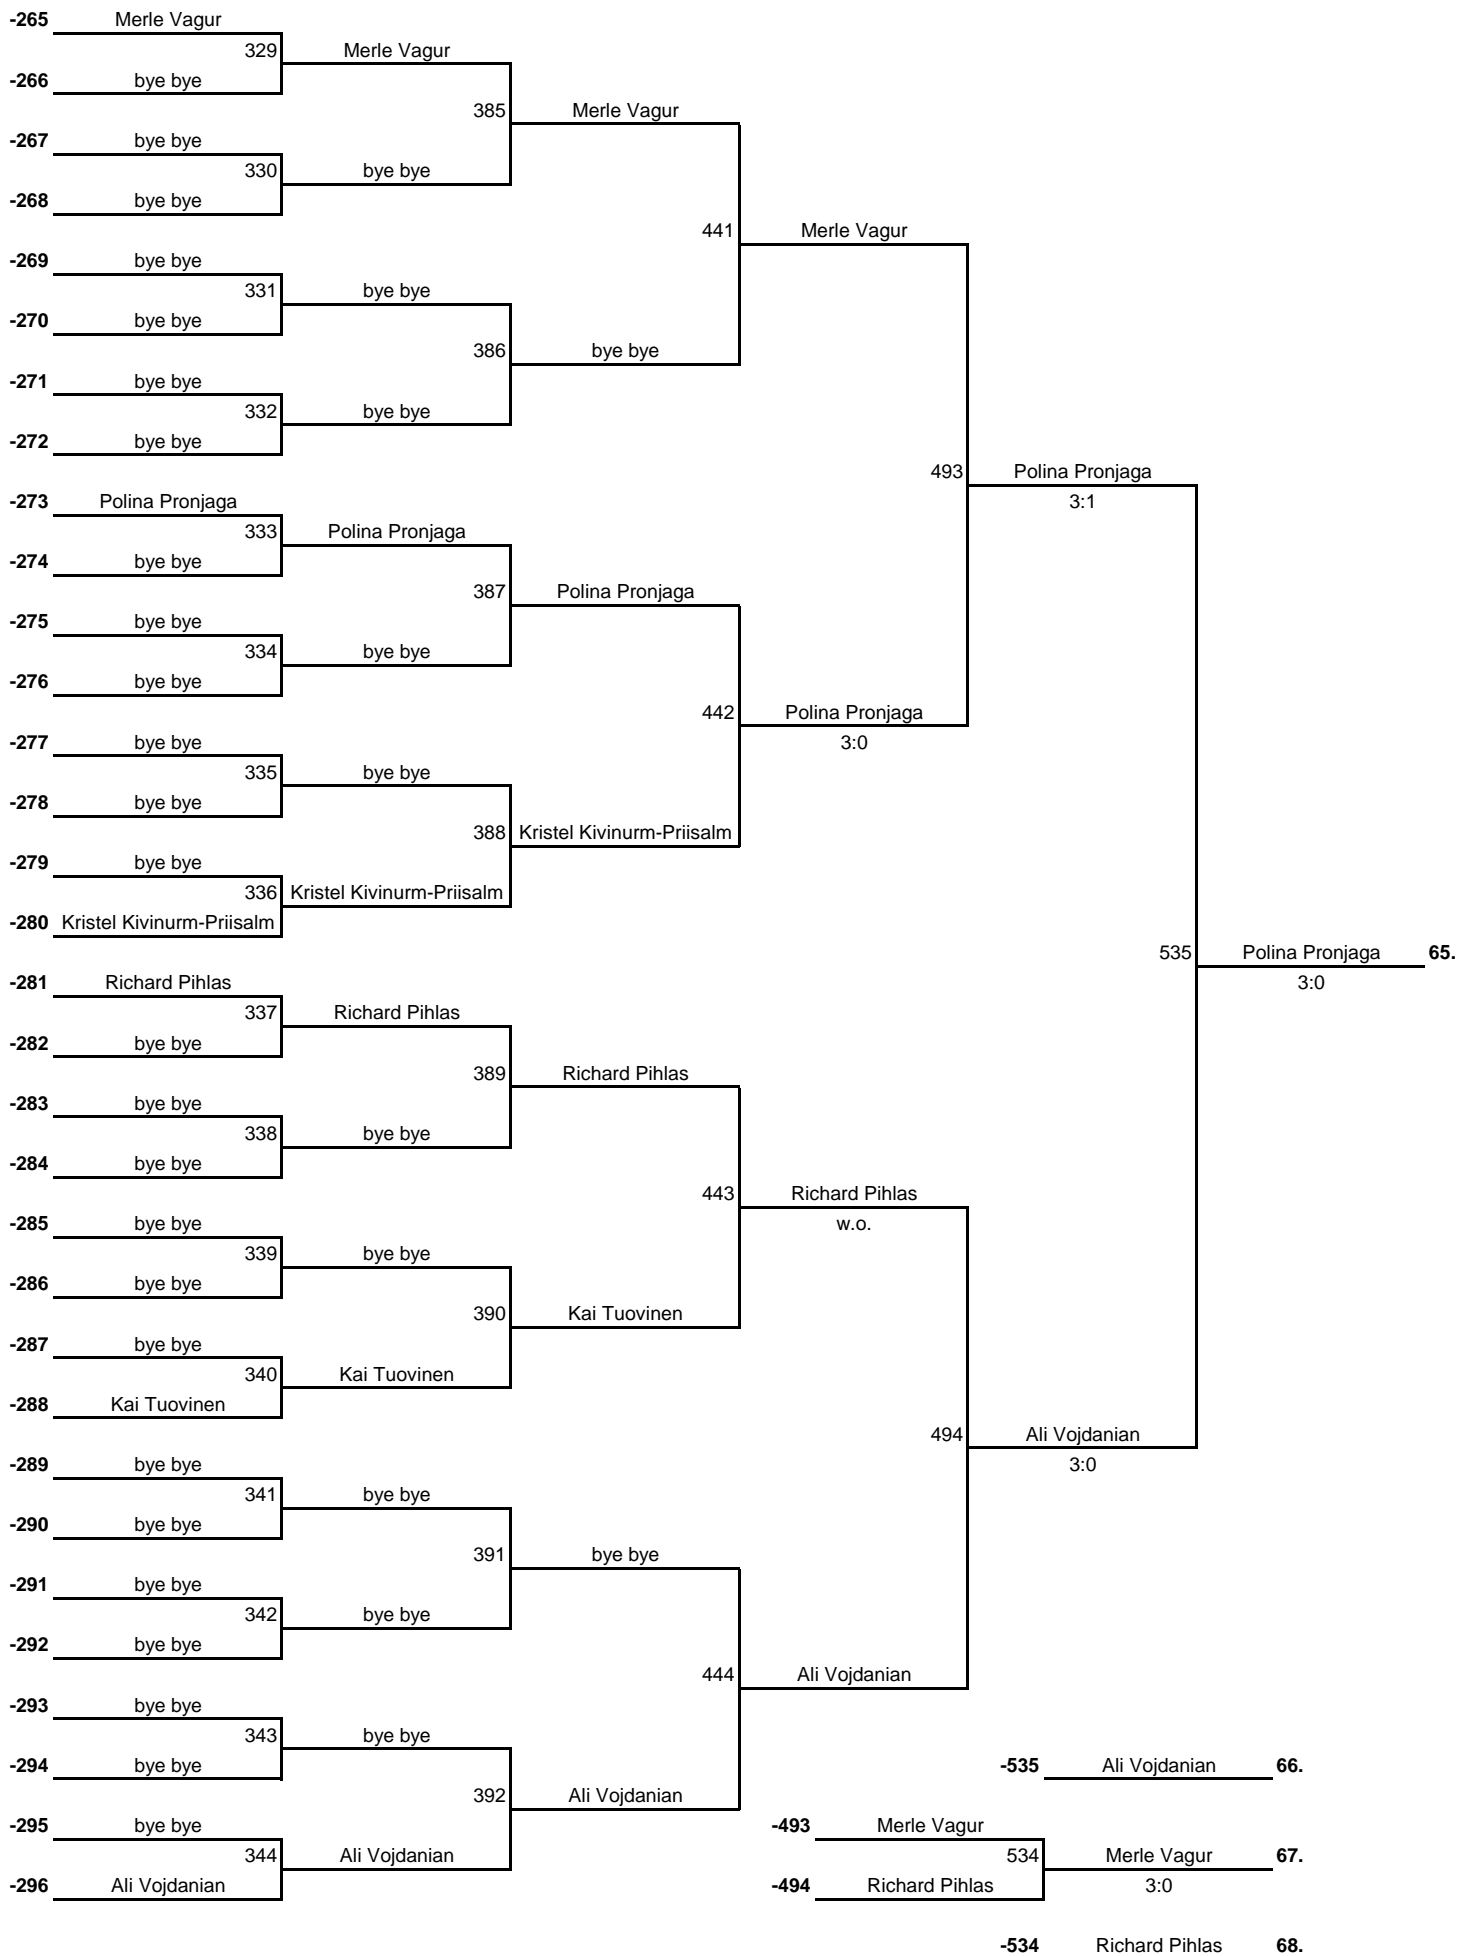 -265 Merle Vagur
329 Merle Vagur
-266 bye bye
385 Merle Vagur
-267 bye bye
330 bye bye
-268 bye bye
441 Merle Vagur
-269 bye bye
331 bye bye
-270 bye bye
386 bye bye
-271 bye bye
332 bye bye
-272 bye bye
493 Polina Pronjaga
-273 Polina Pronjaga 3:1
333 Polina Pronjaga
-274 bye bye
387 Polina Pronjaga
-275 bye bye
334 bye bye
-276 bye bye
442 Polina Pronjaga
-277 bye bye 3:0
335 bye bye
-278 bye bye
388 Kristel Kivinurm-Priisalm
-279 bye bye
336 Kristel Kivinurm-Priisalm
-280 Kristel Kivinurm-Priisalm
535 Polina Pronjaga 65.
-281 Richard Pihlas 3:0
337 Richard Pihlas
-282 bye bye
389 Richard Pihlas
-283 bye bye
338 bye bye
-284 bye bye
443 Richard Pihlas
-285 bye bye w.o.
339 bye bye
-286 bye bye
390 Kai Tuovinen
-287 bye bye
340 Kai Tuovinen
-288 Kai Tuovinen
494 Ali Vojdanian
-289 bye bye 3:0
341 bye bye
-290 bye bye
391 bye bye
-291 bye bye
342 bye bye
-292 bye bye
444 Ali Vojdanian
-293 bye bye
343 bye bye
-294 bye bye -535 Ali Vojdanian 66.
392 Ali Vojdanian
-295 bye bye -493 Merle Vagur
344 Ali Vojdanian 534 Merle Vagur 67.
-296 Ali Vojdanian -494 Richard Pihlas 3:0
-534 Richard Pihlas 68.